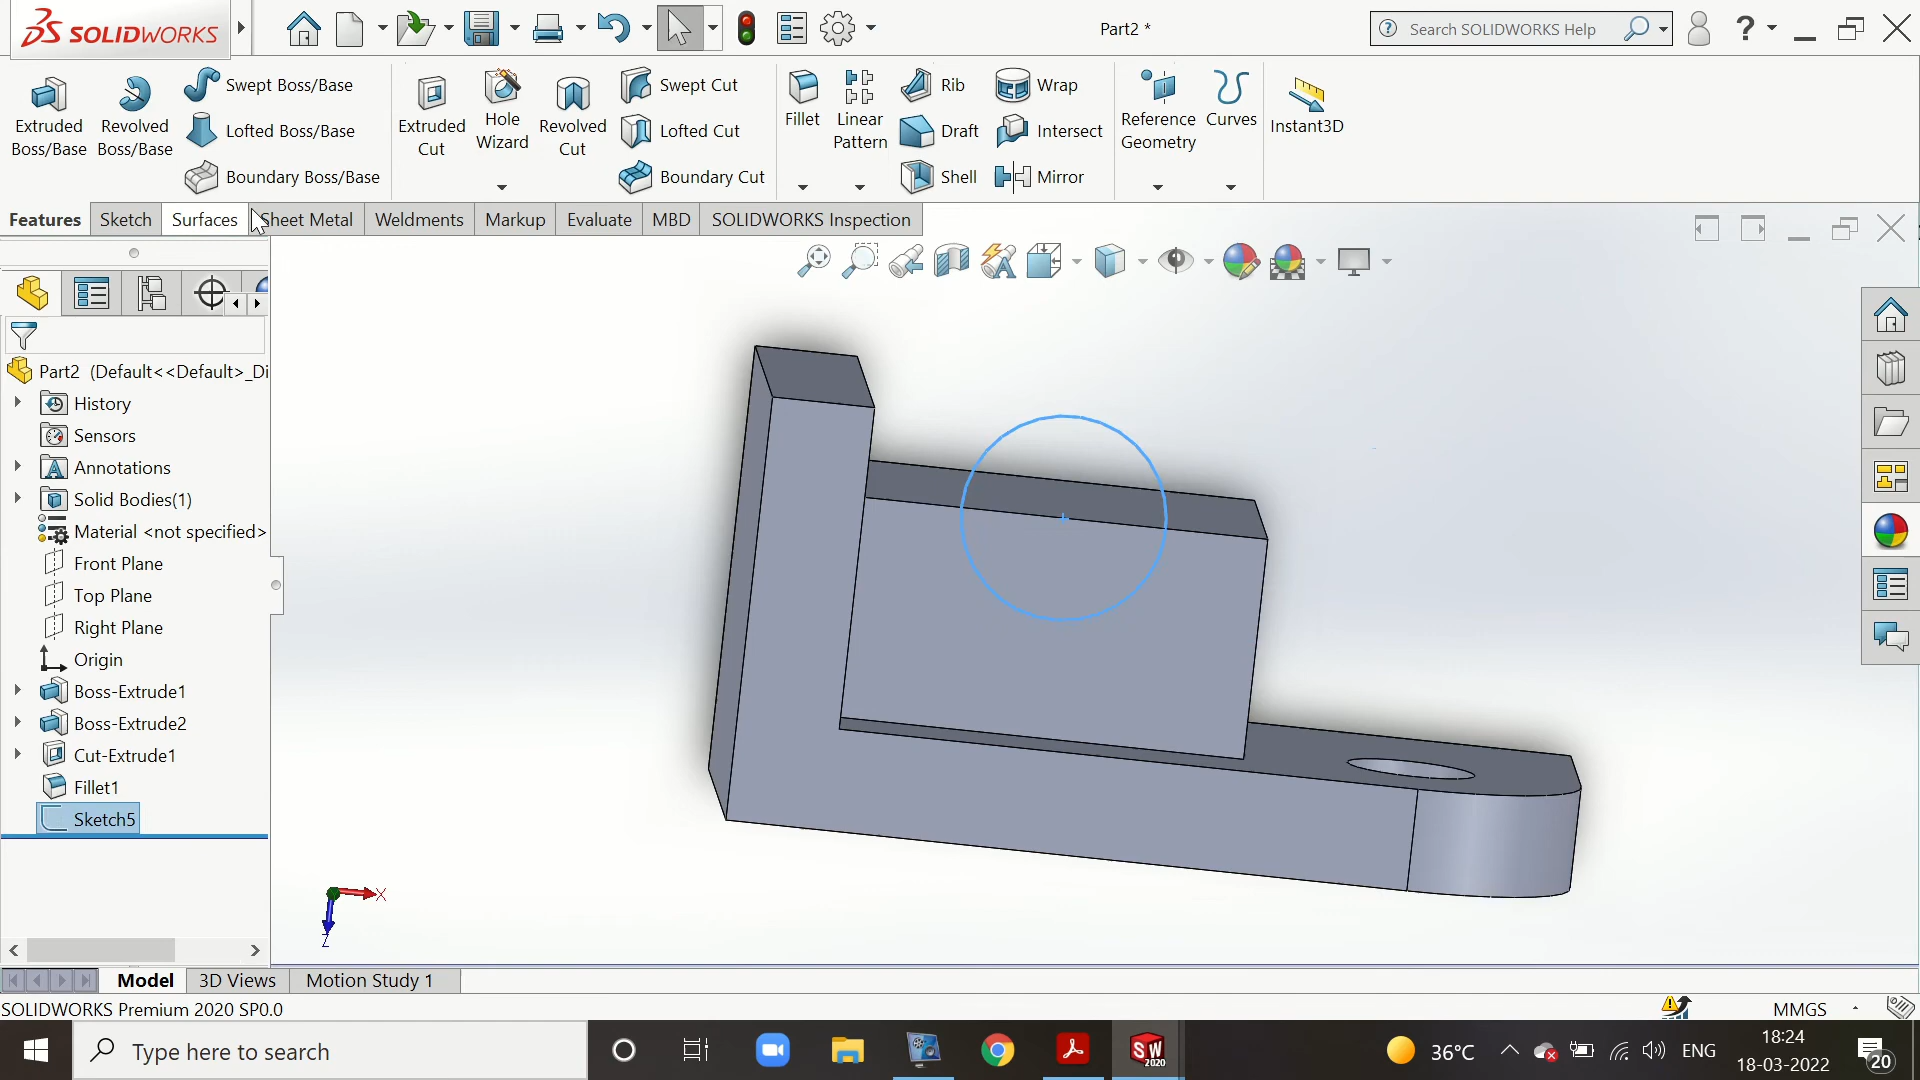 SOLIDWORKS
Part2 *
Search SOLIDWORKS Help
Extruded Boss/Base
Revolved Boss/Base
Swept Boss/Base
Lofted Boss/Base
Boundary Boss/Base
Extruded Cut
Hole Wizard
Revolved Cut
Swept Cut
Lofted Cut
Boundary Cut
Fillet
Linear Pattern
Rib
Draft
Shell
Wrap
Intersect
Mirror
Reference Geometry
Curves
Instant3D
Features
Sketch
Surfaces
Sheet Metal
Weldments
Markup
Evaluate
MBD
SOLIDWORKS Inspection
Part2 (Default<<Default>_Di
History
Sensors
Annotations
Solid Bodies(1)
Material <not specified>
Front Plane
Top Plane
Right Plane
Origin
Boss-Extrude1
Boss-Extrude2
Cut-Extrude1
Fillet1
Sketch5
X
Z
Model
3D Views
Motion Study 1
SOLIDWORKS Premium 2020 SP0.0
MMGS
Type here to search
SW
2020
36°C
ENG
18:24
18-03-2022
20